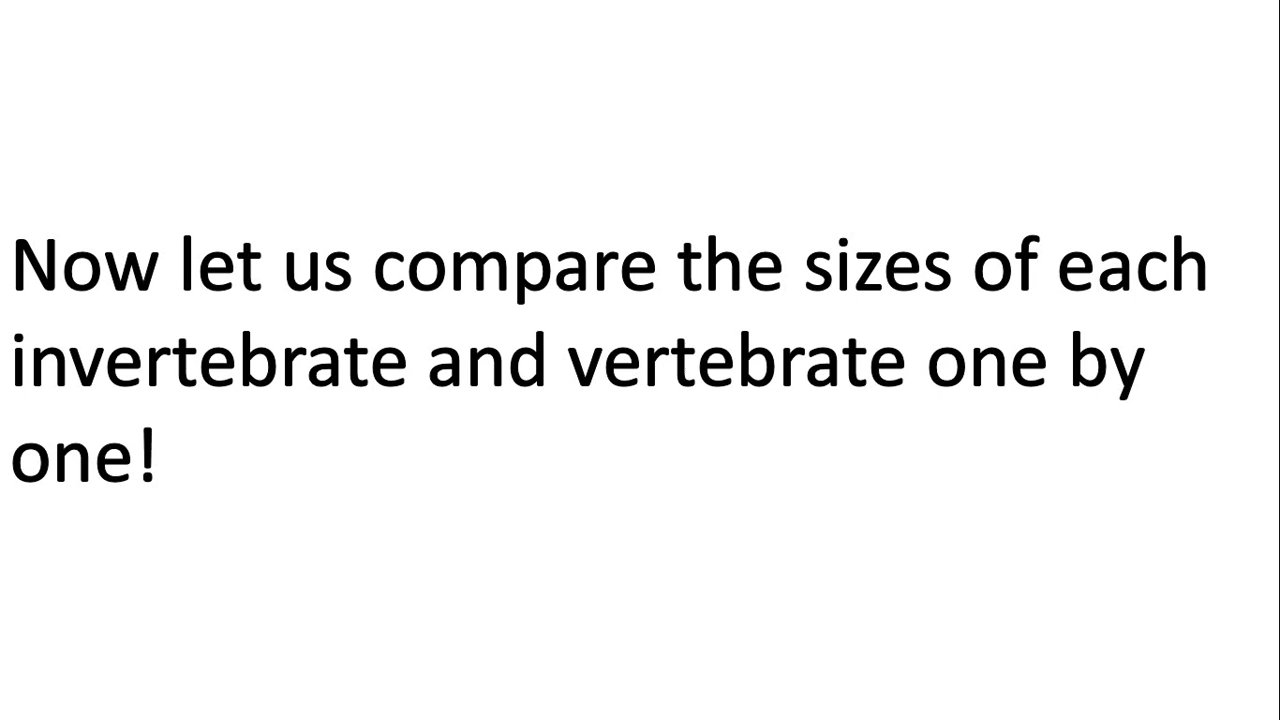 Now let us compare the sizes of each
invertebrate and vertebrate one by
one!